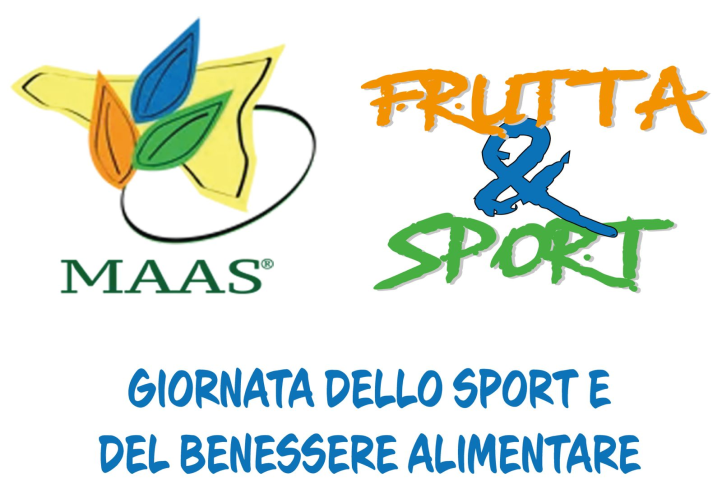 MAAS®
FRUTTA
&
SPORT
GIORNATA DELLO SPORT E
DEL BENESSERE ALIMENTARE